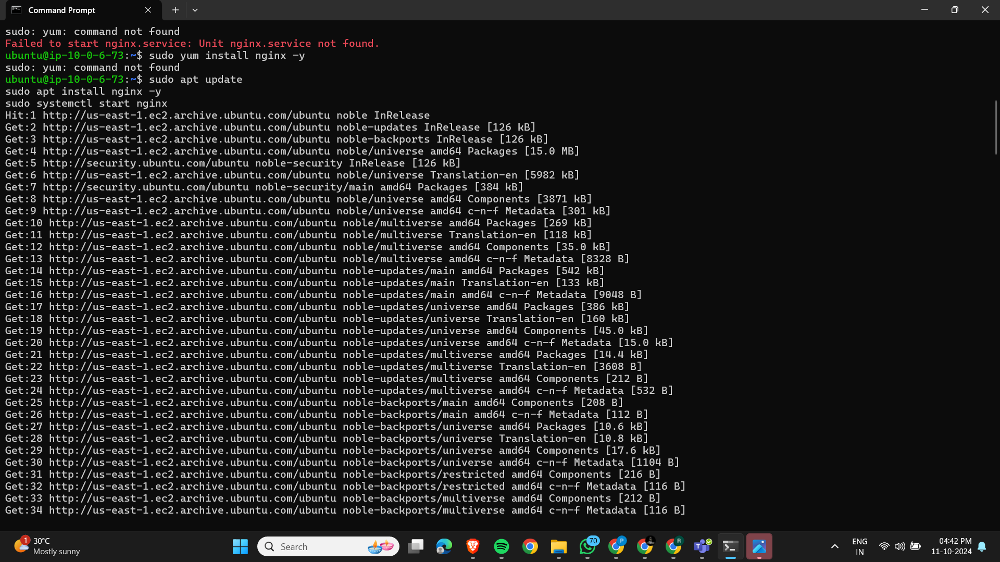 Command Prompt
sudo: yum: command not found
Failed to start nginx.service: Unit nginx.service not found.
ubuntu@ip-10-0-6-73:~$ sudo yum install nginx -y
sudo: yum: command not found
ubuntu@ip-10-0-6-73:~$ sudo apt update
sudo apt install nginx -y
sudo systemctl start nginx
Hit:1 http://us-east-1.ec2.archive.ubuntu.com/ubuntu noble InRelease
Get:2 http://us-east-1.ec2.archive.ubuntu.com/ubuntu noble-updates InRelease [126 kB]
Get:3 http://us-east-1.ec2.archive.ubuntu.com/ubuntu noble-backports InRelease [126 kB]
Get:4 http://us-east-1.ec2.archive.ubuntu.com/ubuntu noble/universe amd64 Packages [15.0 MB]
Get:5 http://security.ubuntu.com/ubuntu noble-security InRelease [126 kB]
Get:6 http://us-east-1.ec2.archive.ubuntu.com/ubuntu noble/universe Translation-en [5982 kB]
Get:7 http://security.ubuntu.com/ubuntu noble-security/main amd64 Packages [384 kB]
Get:8 http://us-east-1.ec2.archive.ubuntu.com/ubuntu noble/universe amd64 Components [3871 kB]
Get:9 http://us-east-1.ec2.archive.ubuntu.com/ubuntu noble/universe amd64 c-n-f Metadata [301 kB]
Get:10 http://us-east-1.ec2.archive.ubuntu.com/ubuntu noble/multiverse amd64 Packages [269 kB]
Get:11 http://us-east-1.ec2.archive.ubuntu.com/ubuntu noble/multiverse Translation-en [118 kB]
Get:12 http://us-east-1.ec2.archive.ubuntu.com/ubuntu noble/multiverse amd64 Components [35.0 kB]
Get:13 http://us-east-1.ec2.archive.ubuntu.com/ubuntu noble/multiverse amd64 c-n-f Metadata [8328 B]
Get:14 http://us-east-1.ec2.archive.ubuntu.com/ubuntu noble-updates/main amd64 Packages [542 kB]
Get:15 http://us-east-1.ec2.archive.ubuntu.com/ubuntu noble-updates/main Translation-en [133 kB]
Get:16 http://us-east-1.ec2.archive.ubuntu.com/ubuntu noble-updates/main amd64 c-n-f Metadata [9048 B]
Get:17 http://us-east-1.ec2.archive.ubuntu.com/ubuntu noble-updates/universe amd64 Packages [386 kB]
Get:18 http://us-east-1.ec2.archive.ubuntu.com/ubuntu noble-updates/universe Translation-en [160 kB]
Get:19 http://us-east-1.ec2.archive.ubuntu.com/ubuntu noble-updates/universe amd64 Components [45.0 kB]
Get:20 http://us-east-1.ec2.archive.ubuntu.com/ubuntu noble-updates/universe amd64 c-n-f Metadata [15.0 kB]
Get:21 http://us-east-1.ec2.archive.ubuntu.com/ubuntu noble-updates/multiverse amd64 Packages [14.4 kB]
Get:22 http://us-east-1.ec2.archive.ubuntu.com/ubuntu noble-updates/multiverse Translation-en [3608 B]
Get:23 http://us-east-1.ec2.archive.ubuntu.com/ubuntu noble-updates/multiverse amd64 Components [212 B]
Get:24 http://us-east-1.ec2.archive.ubuntu.com/ubuntu noble-updates/multiverse amd64 c-n-f Metadata [532 B]
Get:25 http://us-east-1.ec2.archive.ubuntu.com/ubuntu noble-backports/main amd64 Components [208 B]
Get:26 http://us-east-1.ec2.archive.ubuntu.com/ubuntu noble-backports/main amd64 c-n-f Metadata [112 B]
Get:27 http://us-east-1.ec2.archive.ubuntu.com/ubuntu noble-backports/universe amd64 Packages [10.6 kB]
Get:28 http://us-east-1.ec2.archive.ubuntu.com/ubuntu noble-backports/universe Translation-en [10.8 kB]
Get:29 http://us-east-1.ec2.archive.ubuntu.com/ubuntu noble-backports/universe amd64 Components [17.6 kB]
Get:30 http://us-east-1.ec2.archive.ubuntu.com/ubuntu noble-backports/universe amd64 c-n-f Metadata [1104 B]
Get:31 http://us-east-1.ec2.archive.ubuntu.com/ubuntu noble-backports/restricted amd64 Components [216 B]
Get:32 http://us-east-1.ec2.archive.ubuntu.com/ubuntu noble-backports/restricted amd64 c-n-f Metadata [116 B]
Get:33 http://us-east-1.ec2.archive.ubuntu.com/ubuntu noble-backports/multiverse amd64 Components [212 B]
Get:34 http://us-east-1.ec2.archive.ubuntu.com/ubuntu noble-backports/multiverse amd64 c-n-f Metadata [116 B]
1
30°C
Mostly sunny
Search
70
P
R
T
ENG
IN
04:42 PM
11-10-2024